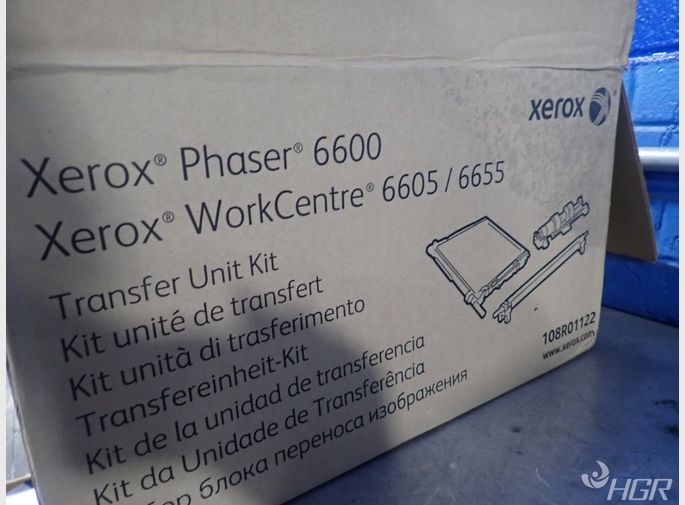 xerox
Xerox® Phaser® 6600
Xerox® WorkCentre® 6605 / 6655
Transfer Unit Kit
Kit unité de transfert
Kit unità di trasferimento
Transfereinheit-Kit
Kit de la unidad de transferencia
Kit da Unidade de Transferência
блока переноса изображения
108R01122
www.xerox.com
HGR